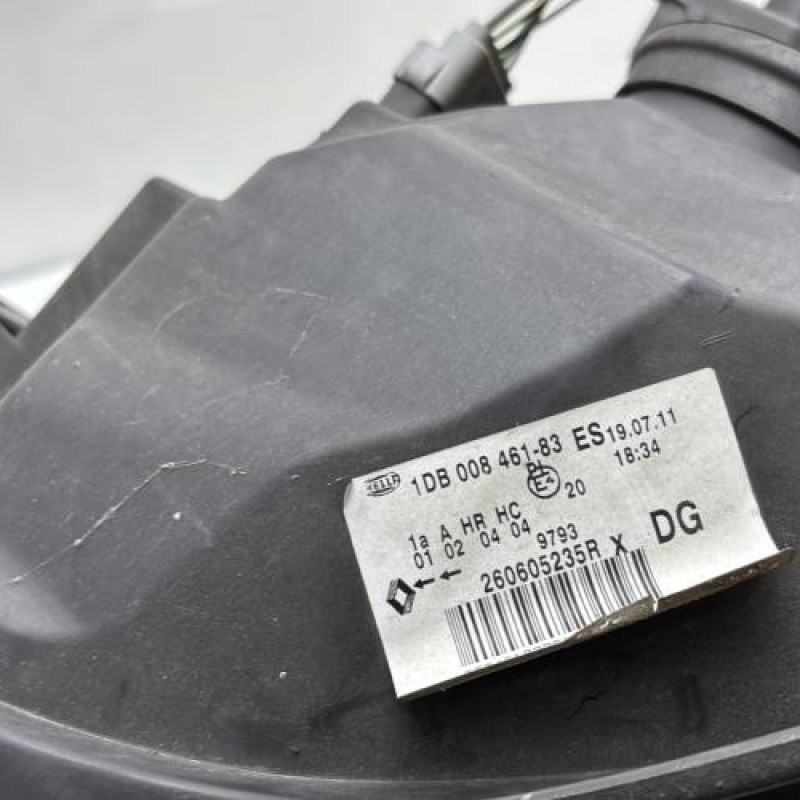 HELLA 1DB 008 461-83 ES 19.07.11
PL 18:34
E4 20
1a A HR HC
01 02 04 04 9793
260605235R X DG